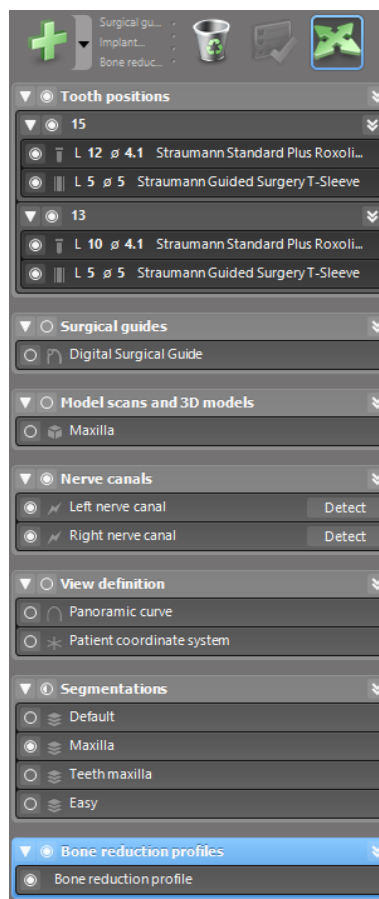 Surgical gu...
Implant...
Bone reduc...
Tooth positions
15
L 12 ø 4.1 Straumann Standard Plus Roxoli...
L 5 ø 5 Straumann Guided Surgery T-Sleeve
13
L 10 ø 4.1 Straumann Standard Plus Roxoli...
L 5 ø 5 Straumann Guided Surgery T-Sleeve
Surgical guides
Digital Surgical Guide
Model scans and 3D models
Maxilla
Nerve canals
Left nerve canal Detect
Right nerve canal Detect
View definition
Panoramic curve
Patient coordinate system
Segmentations
Default
Maxilla
Teeth maxilla
Easy
Bone reduction profiles
Bone reduction profile